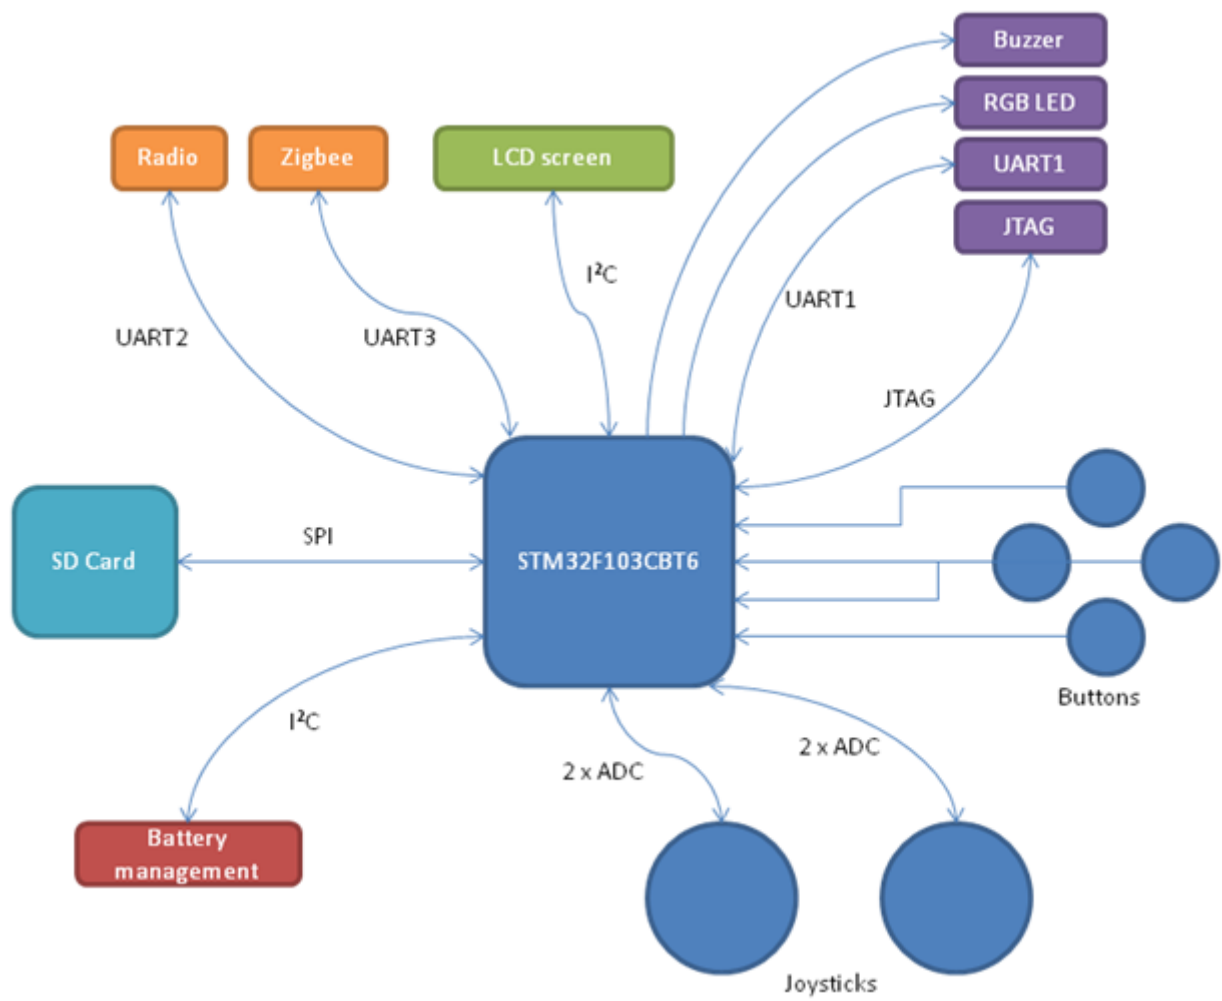 Buzzer
RGB LED
UART1
JTAG
Radio
Zigbee
LCD screen
I²C
UART1
UART2
UART3
JTAG
SD Card
SPI
STM32F103CBT6
Buttons
I²C
2 x ADC
2 x ADC
Battery
management
Joysticks